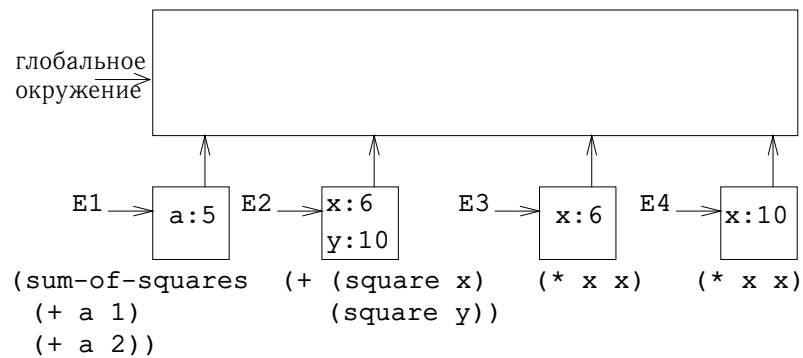 глобальное
окружение
E1
a:5
E2
x:6
y:10
E3
x:6
E4
x:10
(sum-of-squares
(+ a 1)
(+ a 2))
(+ (square x)
(square y))
(* x x)
(* x x)